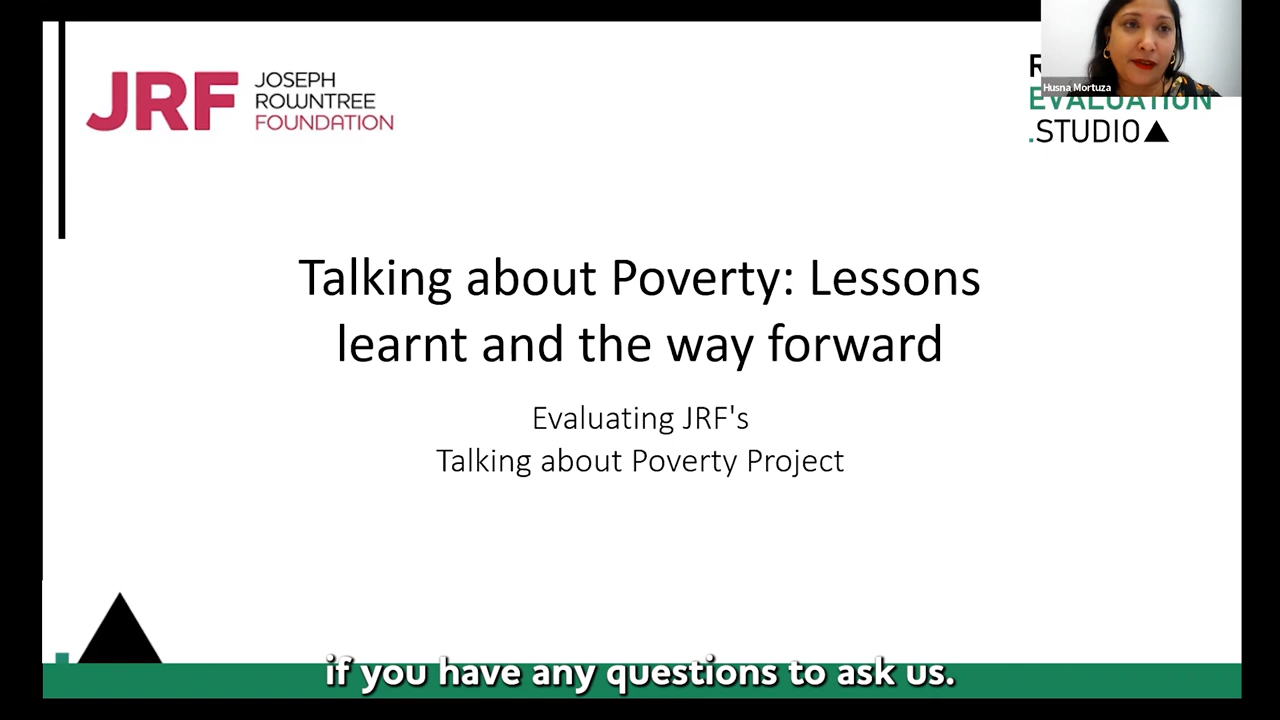 JRF
JOSEPH
ROUNTREE
FOUNDATION
Husna Mortuza
EVALUATION
.STUDIO
Talking about Poverty: Lessons
learnt and the way forward
Evaluating JRF's
Talking about Poverty Project
if you have any questions to ask us.